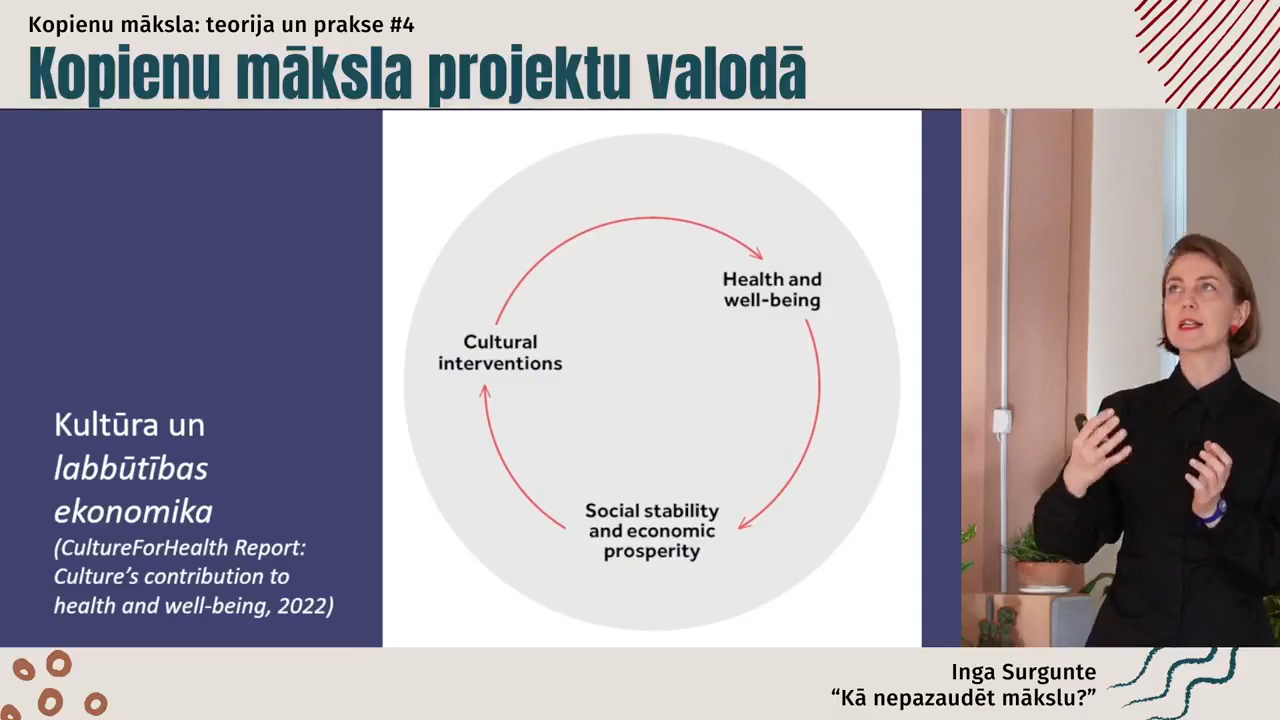 Kopienu māksla: teorija un prakse #4
Kopienu māksla projektu valodā
Health and
well-being
Cultural
interventions
Social stability
and economic
prosperity
Kultūra un
labbūtības
ekonomika
(CultureForHealth Report:
Culture's contribution to
health and well-being, 2022)
Inga Surgunte
“Kā nepazaudēt mākslu?”